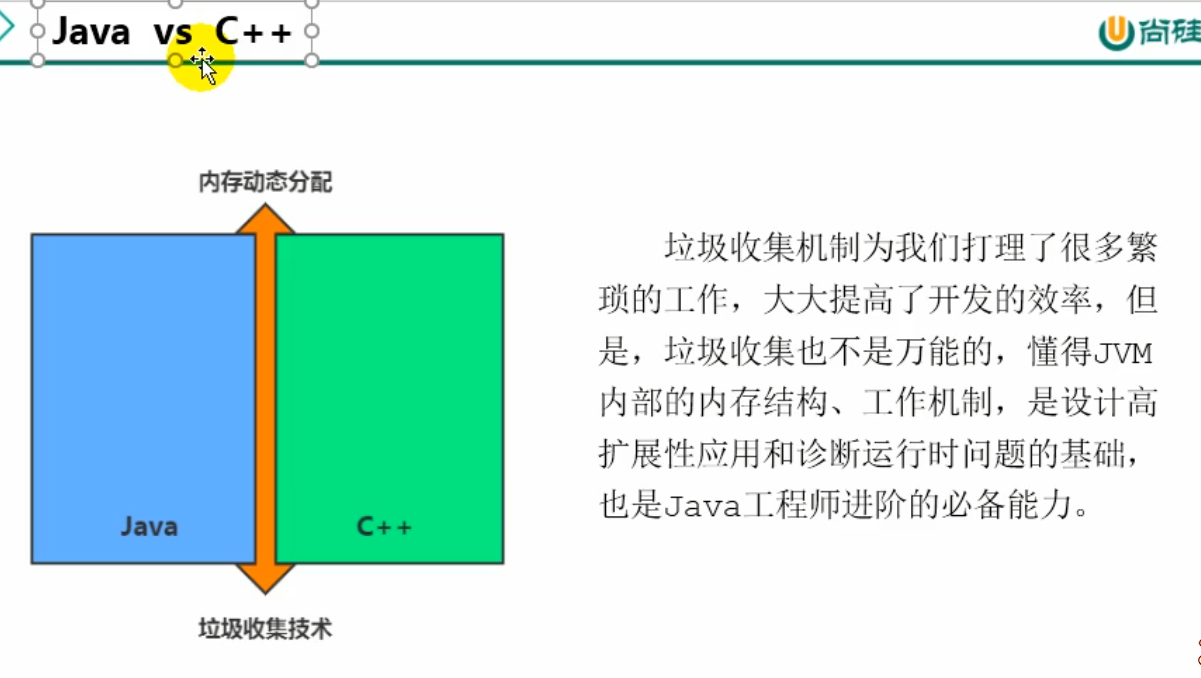 Java vs C++
尚硅
内存动态分配
Java
C++
垃圾收集技术
垃圾收集机制为我们打理了很多繁
琐的工作，大大提高了开发的效率，但
是，垃圾收集也不是万能的，懂得JVM
内部的内存结构、工作机制，是设计高
扩展性应用和诊断运行时问题的基础，
也是Java工程师进阶的必备能力。